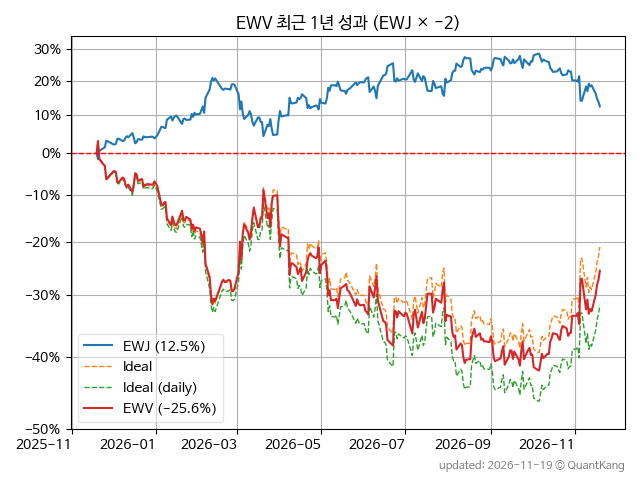 EWV 최근 1년 성과 (EWJ × −2)
30%
20%
10%
0%
−10%
−20%
−30%
−40%
−50%
EWJ (12.5%)
Ideal
Ideal (daily)
EWV (−25.6%)
2025-11 2026-01 2026-03 2026-05 2026-07 2026-09 2026-11
updated: 2026-11-19 © QuantKang